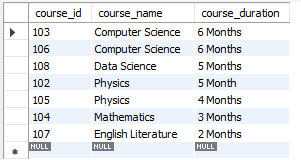 course_id course_name course_duration
103 Computer Science 6 Months
106 Computer Science 6 Months
108 Data Science 5 Months
102 Physics 5 Month
105 Physics 4 Months
104 Mathematics 3 Months
107 English Literature 2 Months
NULL NULL NULL